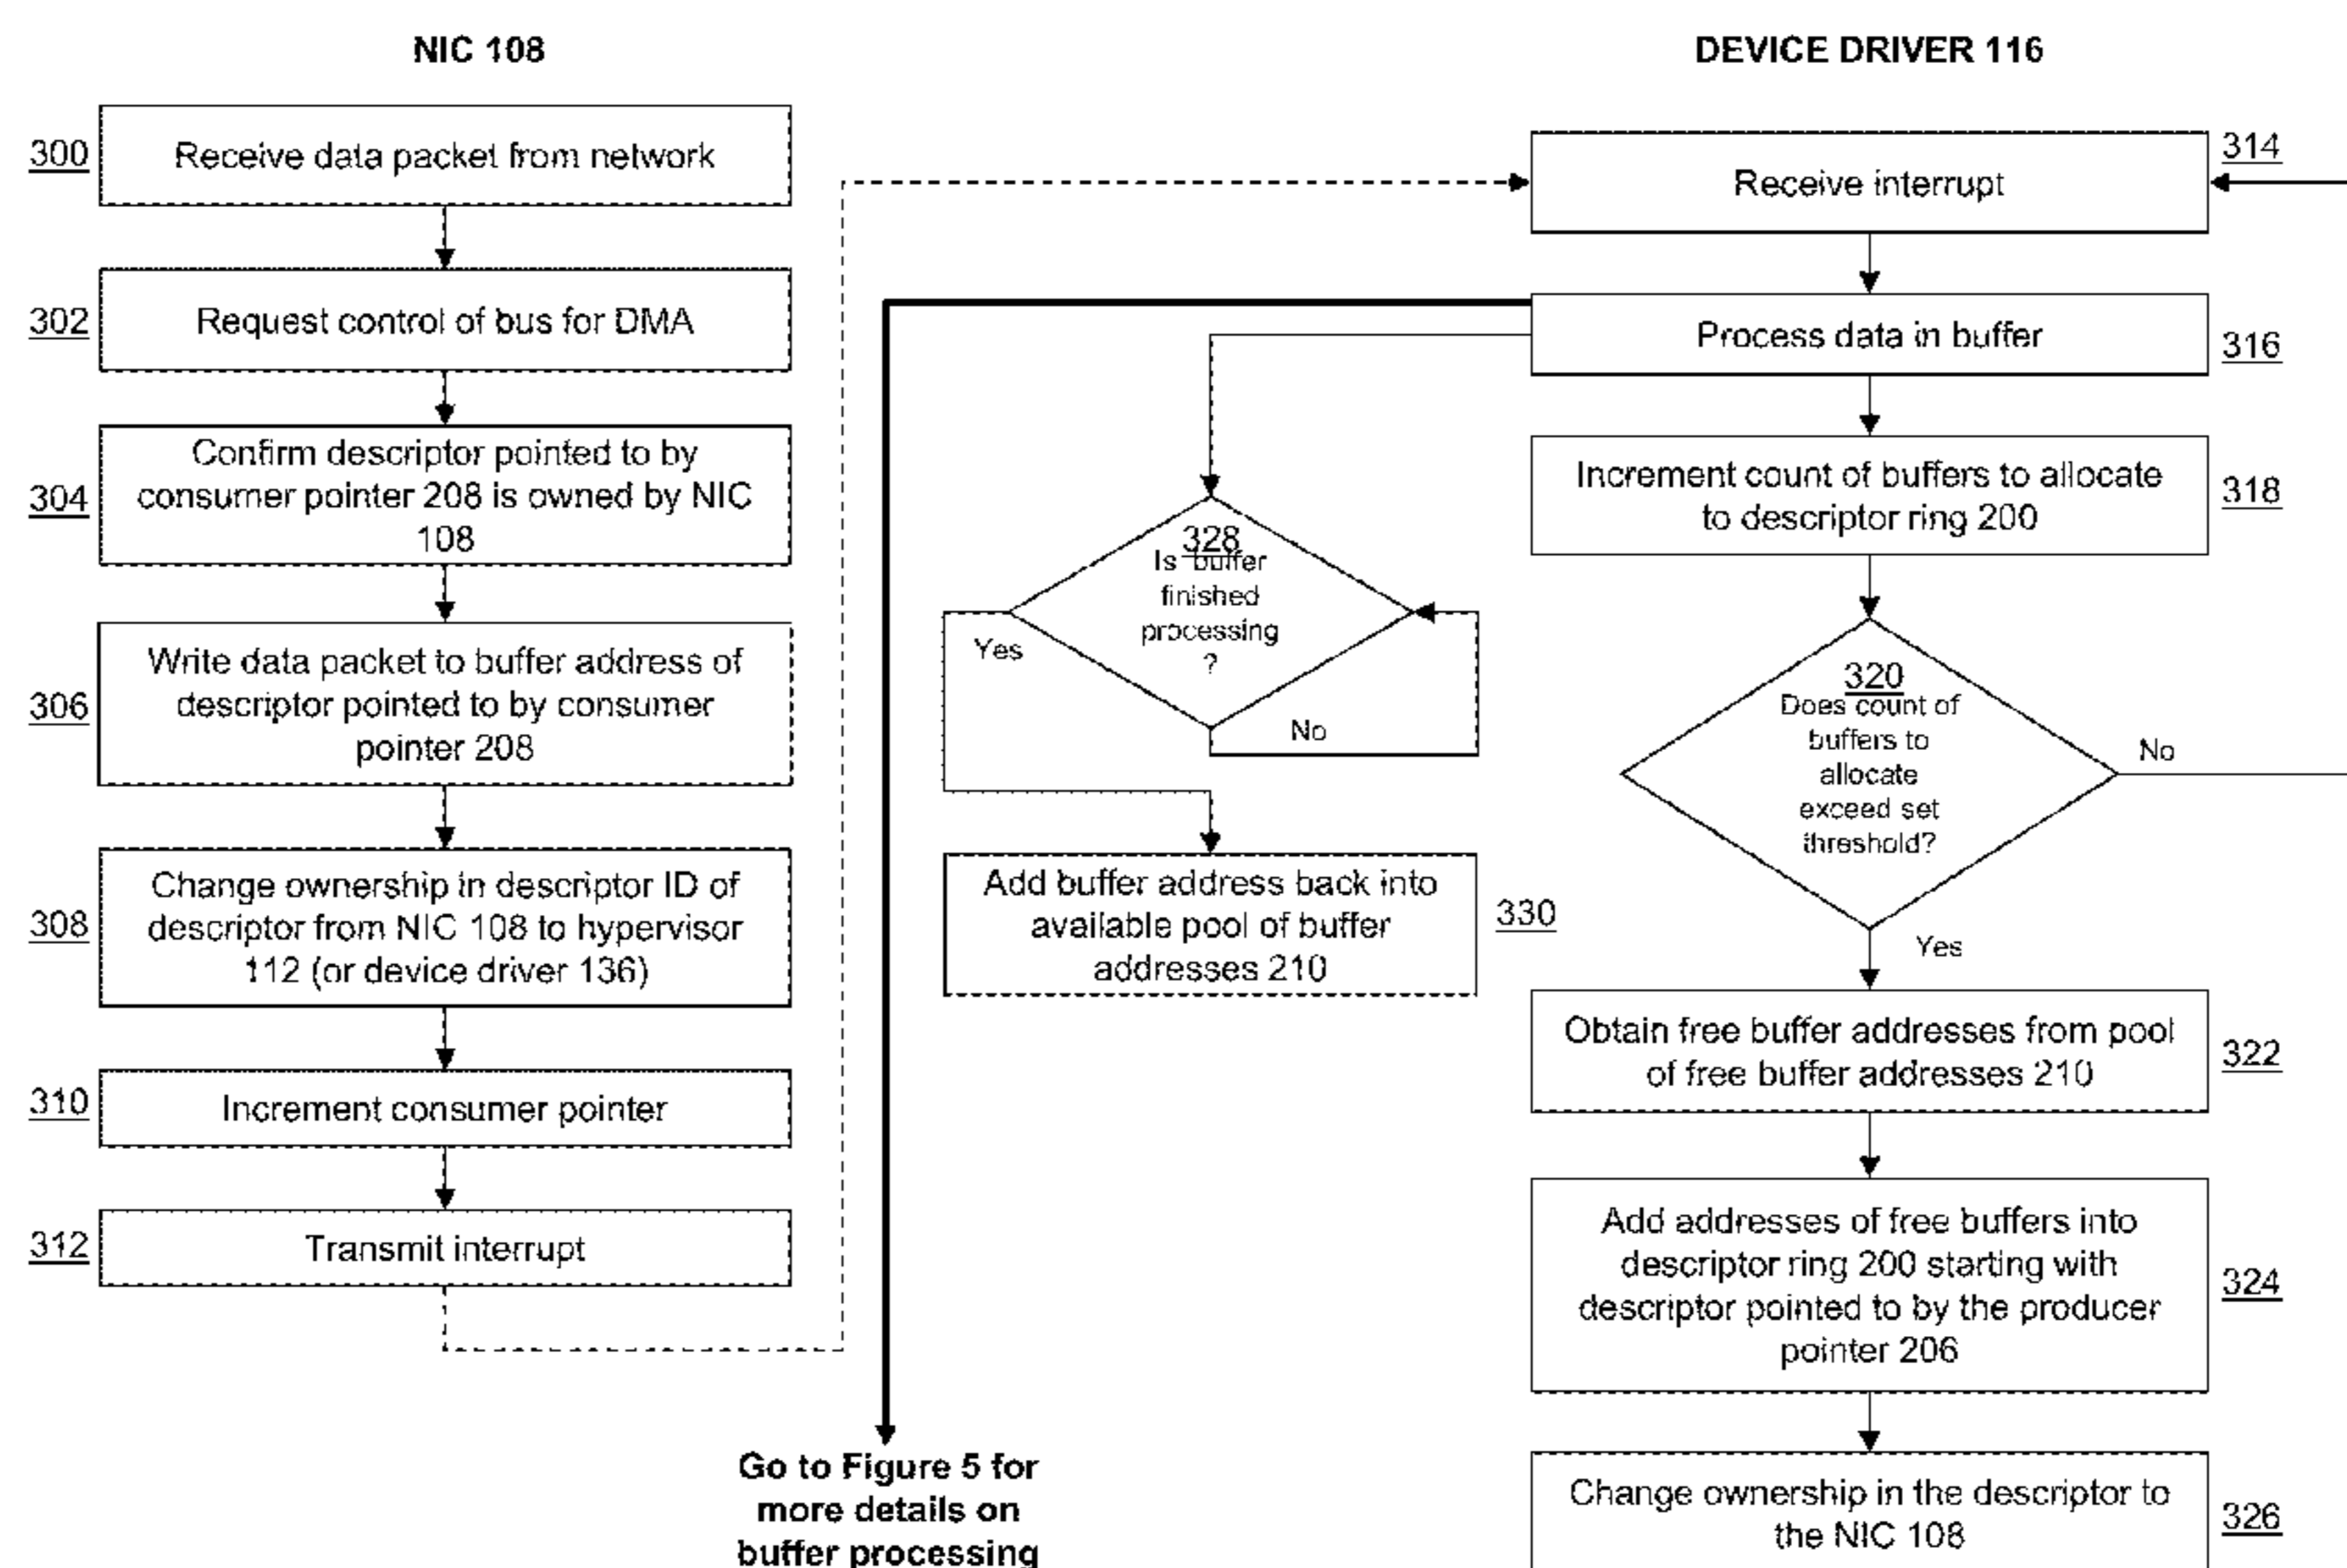 NIC 108
300
Receive data packet from network
302
Request control of bus for DMA
304
Confirm descriptor pointed to by
consumer pointer 208 is owned by NIC
108
306
Write data packet to buffer address of
descriptor pointed to by consumer
pointer 208
308
Change ownership in descriptor ID of
descriptor from NIC 108 to hypervisor
112 (or device driver 136)
310
Increment consumer pointer
312
Transmit interrupt
DEVICE DRIVER 116
Receive interrupt
314
Process data in buffer
316
Increment count of buffers to allocate
to descriptor ring 200
318
320
Does count of
buffers to
allocate
exceed set
threshold?
No
Yes
Obtain free buffer addresses from pool
of free buffer addresses 210
322
Add addresses of free buffers into
descriptor ring 200 starting with
descriptor pointed to by the producer
pointer 206
324
Change ownership in the descriptor to
the NIC 108
326
328
Is buffer
finished
processing
?
Yes
No
Add buffer address back into
available pool of buffer
addresses 210
330
Go to Figure 5 for
more details on
buffer processing